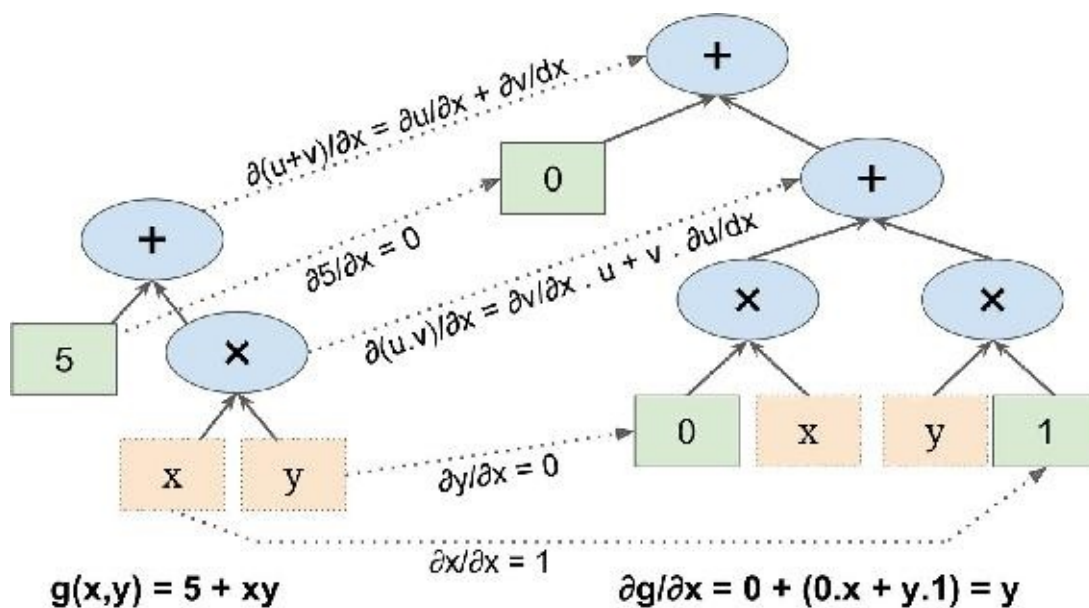 +
∂(u+v)/∂x = ∂u/∂x + ∂v/dx
0
+
+
∂5/∂x = 0
∂(u.v)/∂x = ∂v/∂x . u + v . ∂u/dx
×
×
5
×
0
x
y
1
x
y
∂y/∂x = 0
∂x/∂x = 1
g(x,y) = 5 + xy
∂g/∂x = 0 + (0.x + y.1) = y